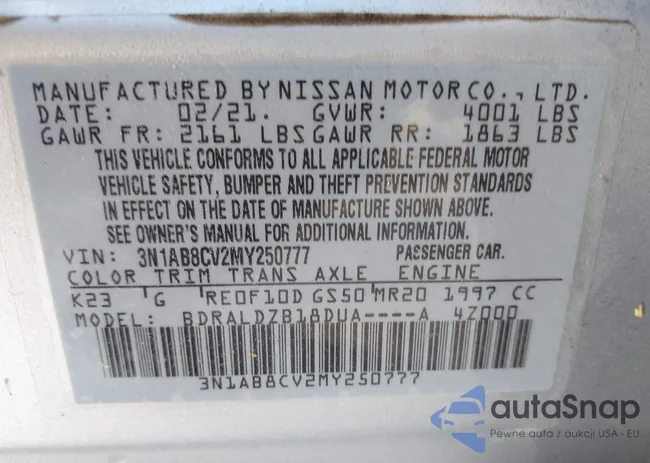 MANUFACTURED BY NISSAN MOTOR CO., LTD.
DATE: 02/21. GVWR: 4001 LBS
GAWR FR: 2161 LBS GAWR RR: 1863 LBS
THIS VEHICLE CONFORMS TO ALL APPLICABLE FEDERAL MOTOR
VEHICLE SAFETY, BUMPER AND THEFT PREVENTION STANDARDS
IN EFFECT ON THE DATE OF MANUFACTURE SHOWN ABOVE.
SEE OWNER'S MANUAL FOR ADDITIONAL INFORMATION.
VIN: 3N1AB8CV2MY250777 PASSENGER CAR.
COLOR TRIM TRANS AXLE ENGINE
K23 G RE0F10D GS50 MR20 1997 CC
MODEL: BDRALDZB18DUA----A 4Z000
3N1AB8CV2MY250777
autaSnap
Pewne auta z aukcji USA i EU